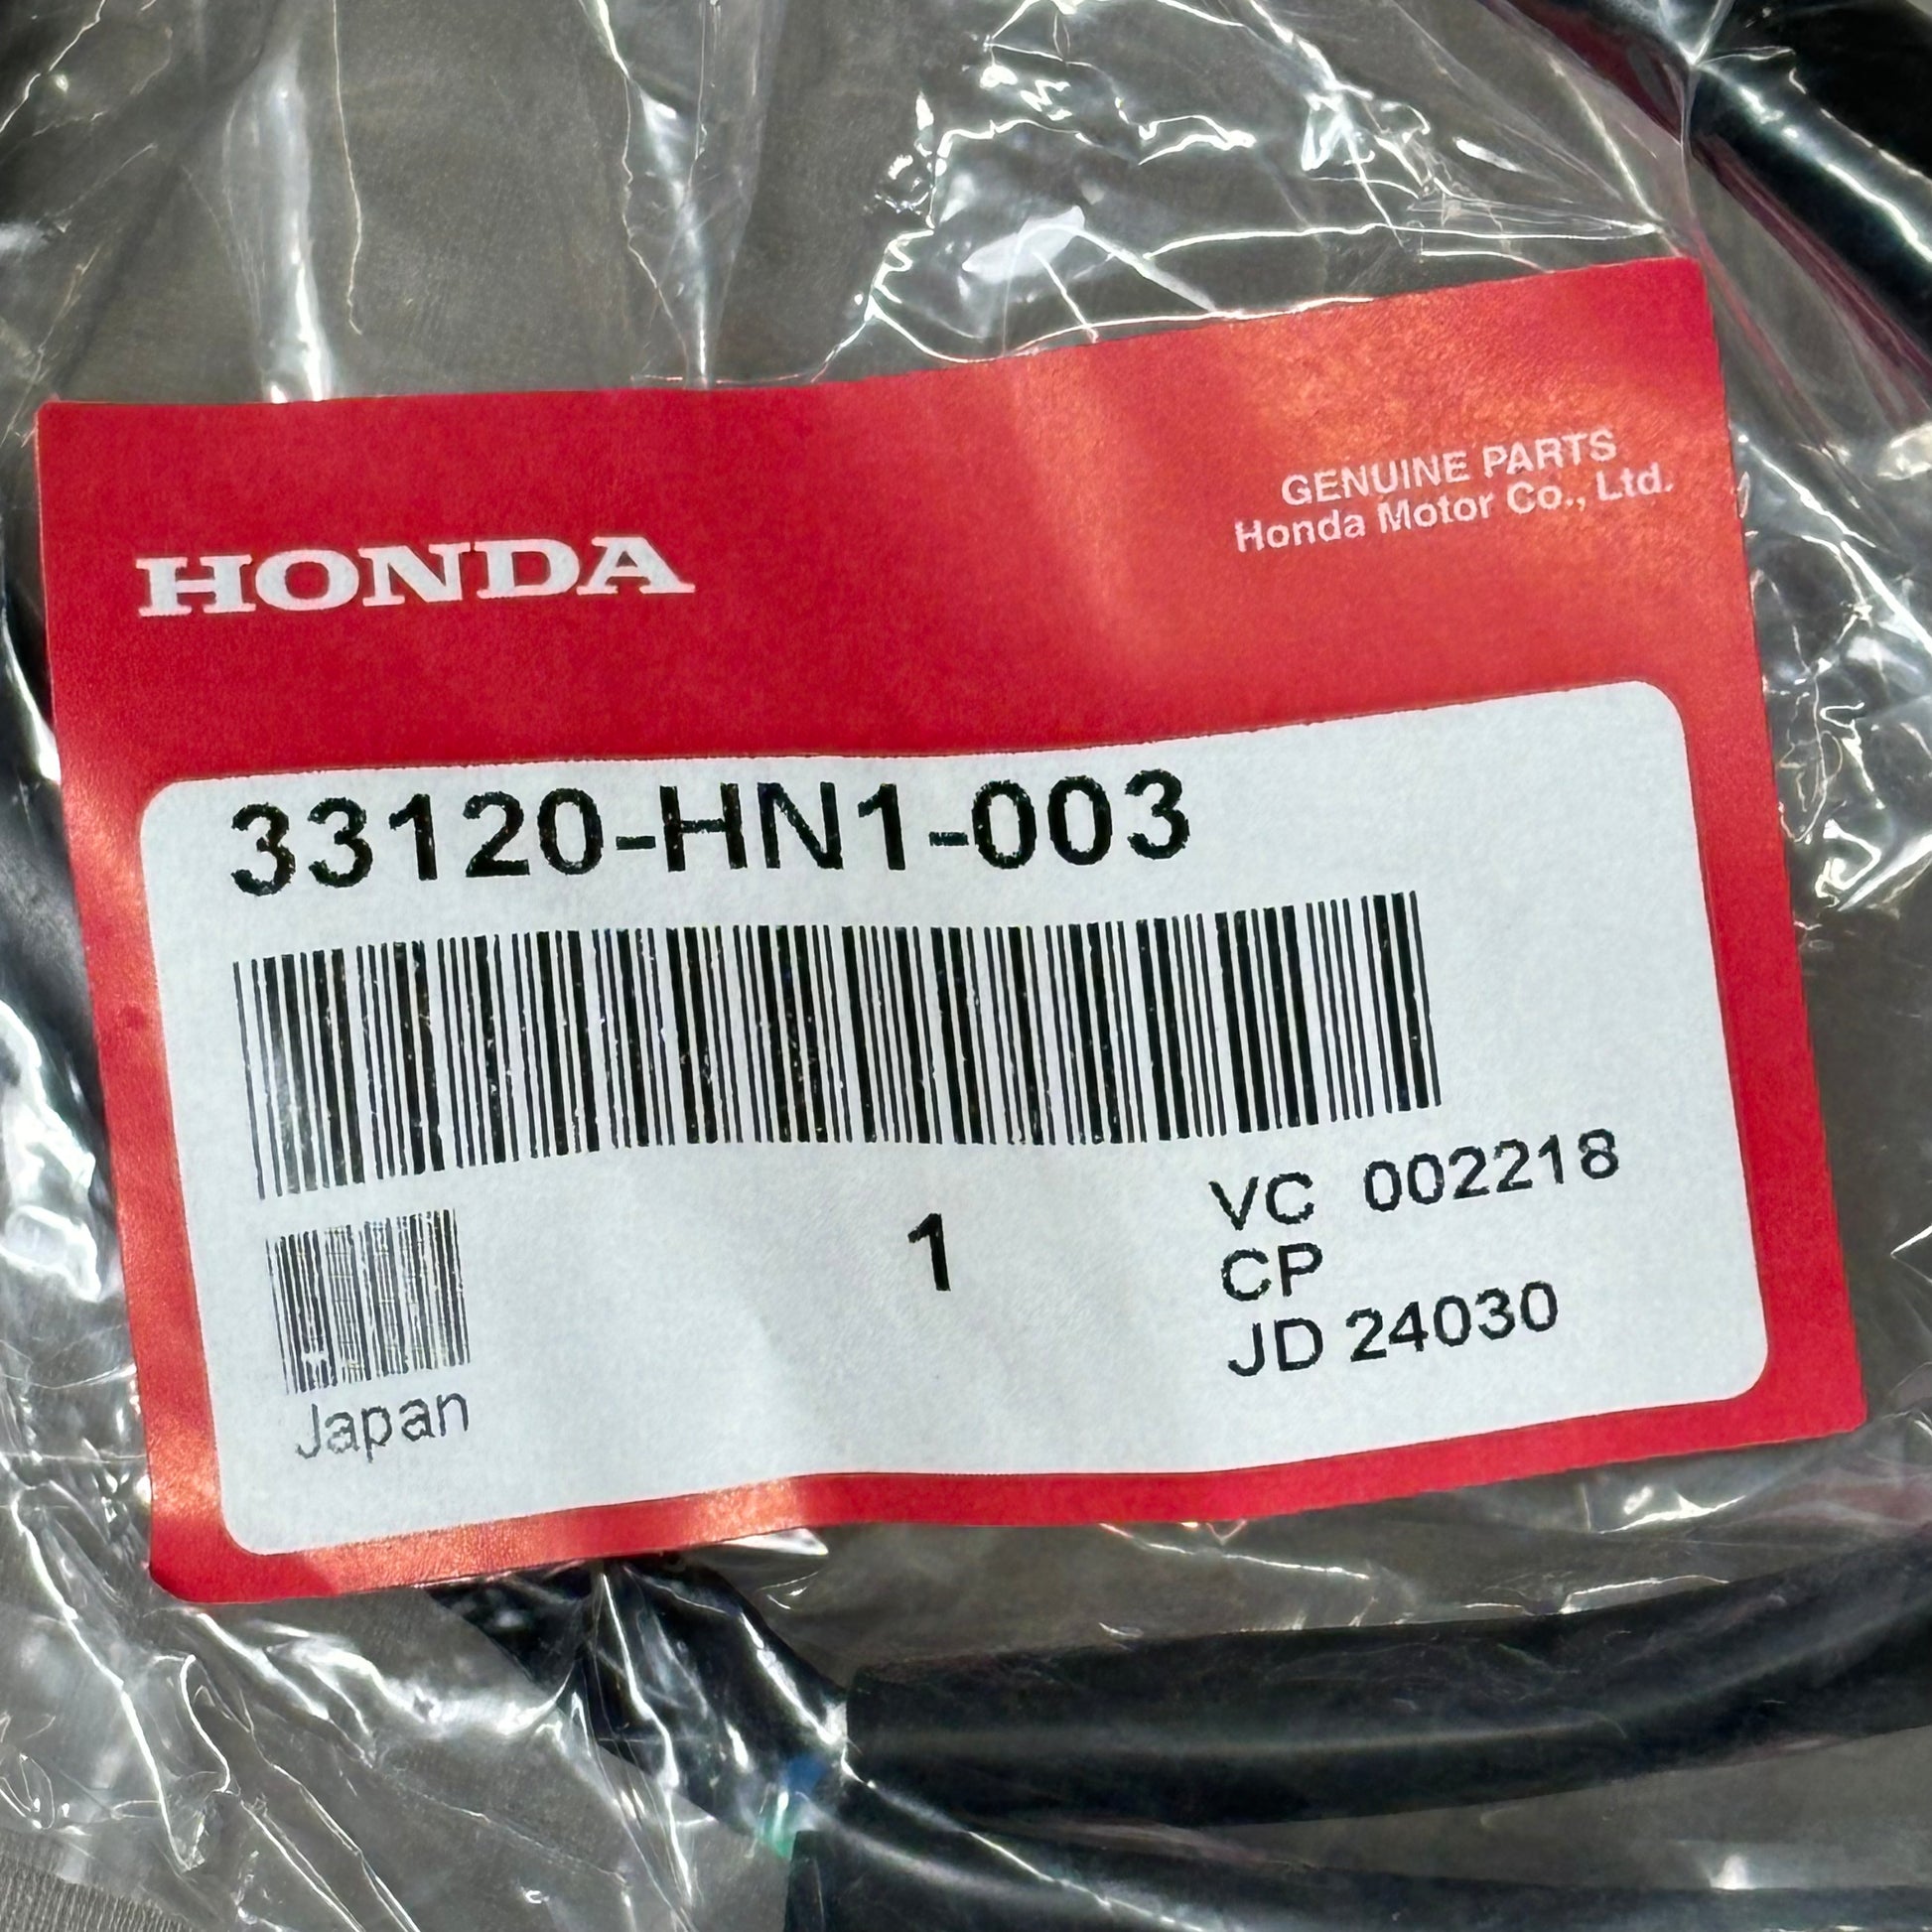 HONDA
GENUINE PARTS
Honda Motor Co., Ltd.
33120-HN1-003
1
VC 002218
CP
JD 24030
Japan